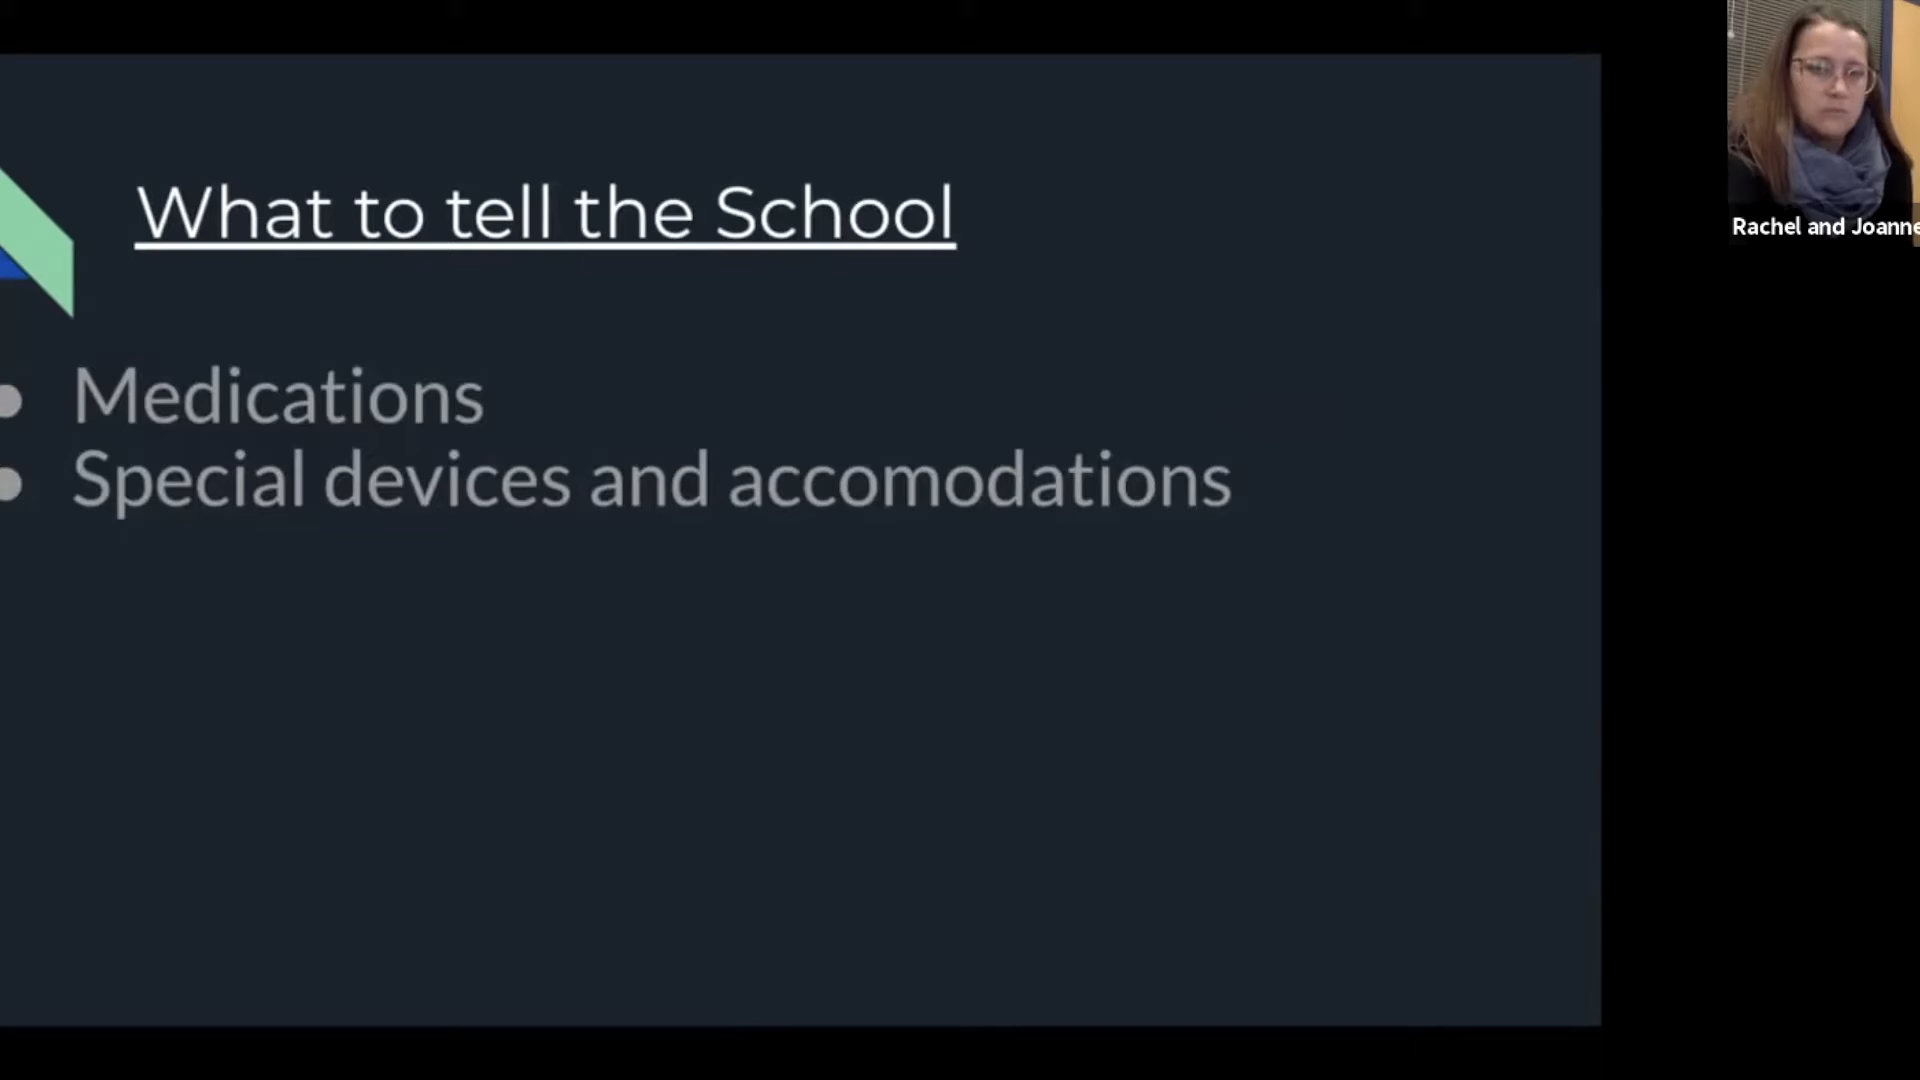 What to tell the School
● Medications
● Special devices and accomodations
Rachel and Joanne